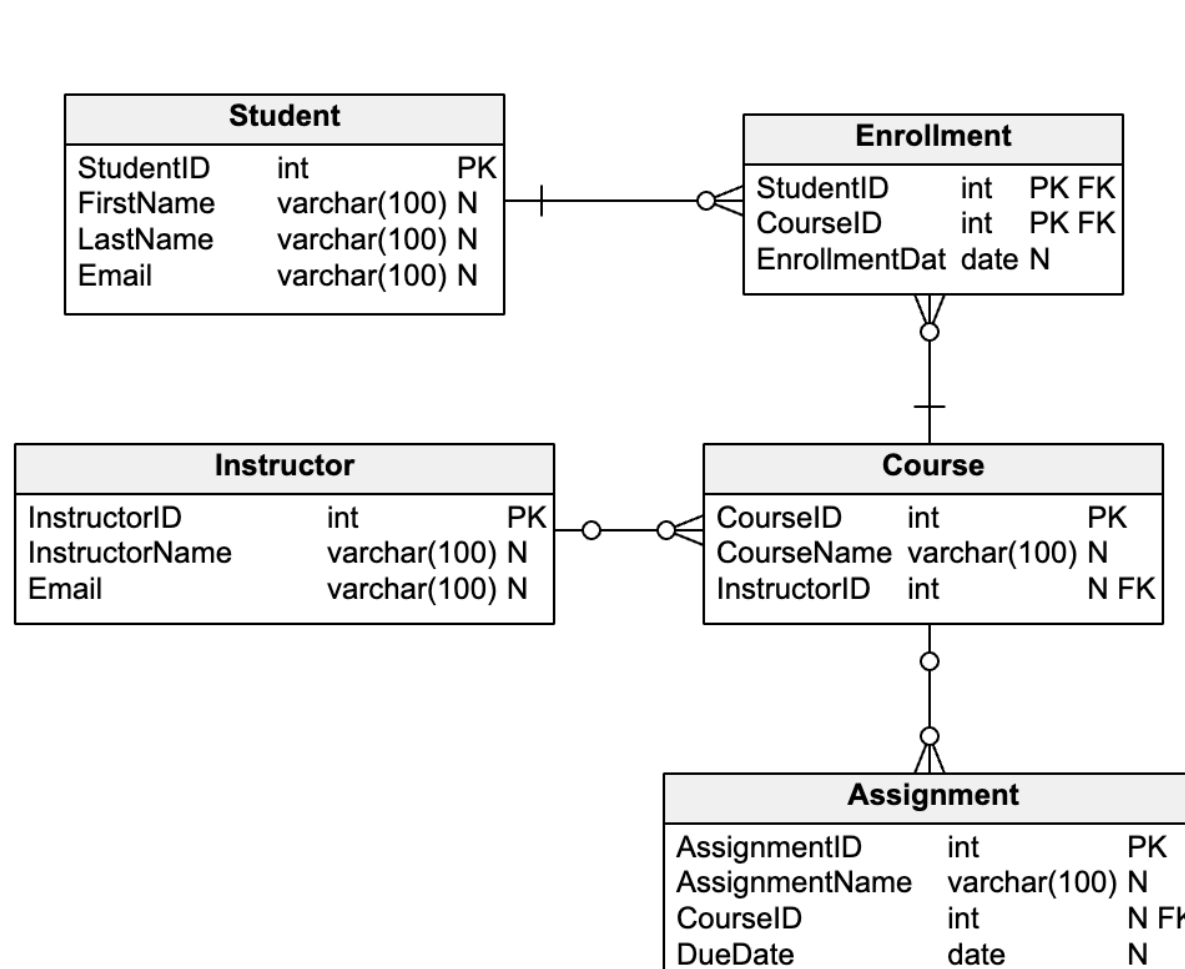 Student
StudentID int PK
FirstName varchar(100) N
LastName varchar(100) N
Email varchar(100) N
Enrollment
StudentID int PK FK
CourseID int PK FK
EnrollmentDat date N
Instructor
InstructorID int PK
InstructorName varchar(100) N
Email varchar(100) N
Course
CourseID int PK
CourseName varchar(100) N
InstructorID int N FK
Assignment
AssignmentID int PK
AssignmentName varchar(100) N
CourseID int N FK
DueDate date N